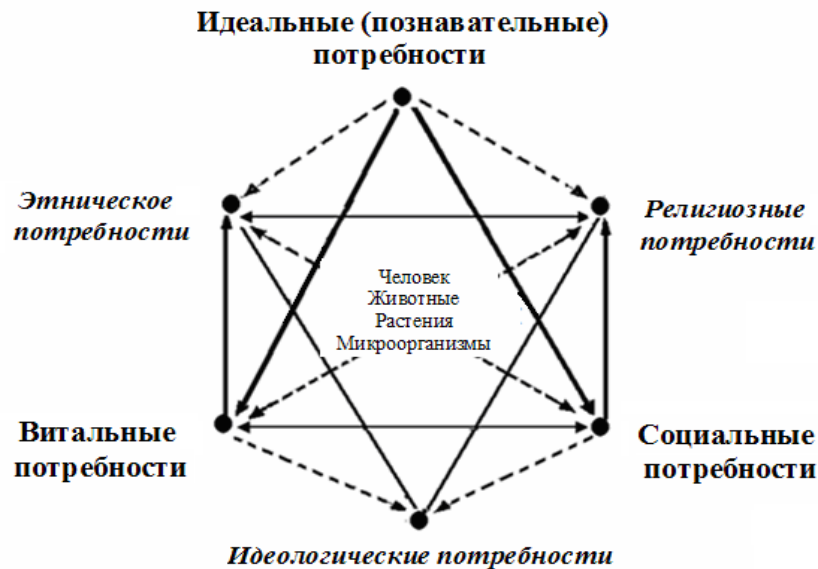 Идеальные (познавательные)
потребности
Этническое
потребности
Религиозные
потребности
Человек
Животные
Растения
Микроорганизмы
Витальные
потребности
Социальные
потребности
Идеологические потребности